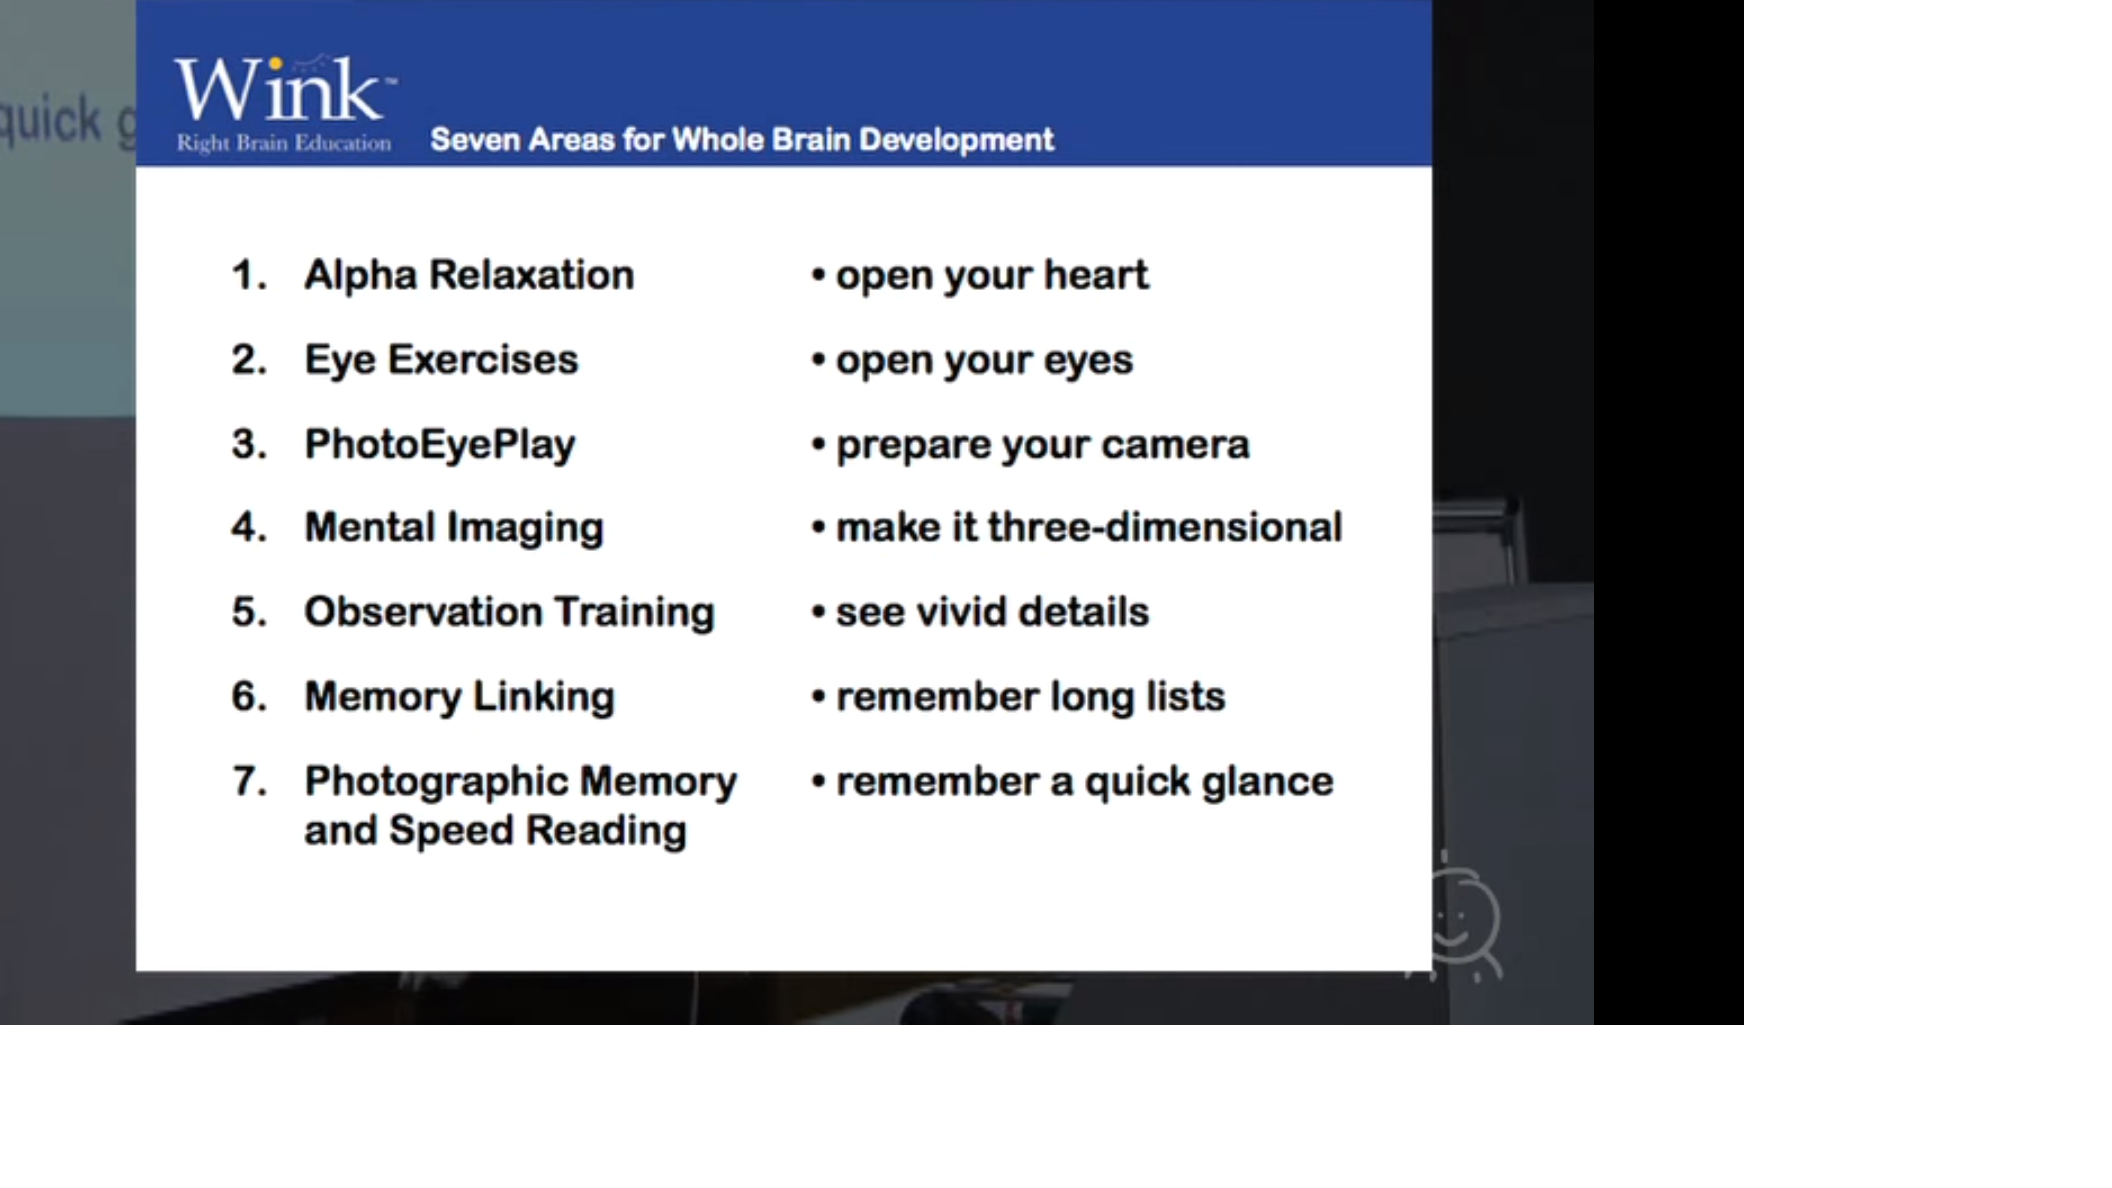 quick g
Wink™
Right Brain Education
Seven Areas for Whole Brain Development
1. Alpha Relaxation • open your heart
2. Eye Exercises • open your eyes
3. PhotoEyePlay • prepare your camera
4. Mental Imaging • make it three-dimensional
5. Observation Training • see vivid details
6. Memory Linking • remember long lists
7. Photographic Memory • remember a quick glance
and Speed Reading